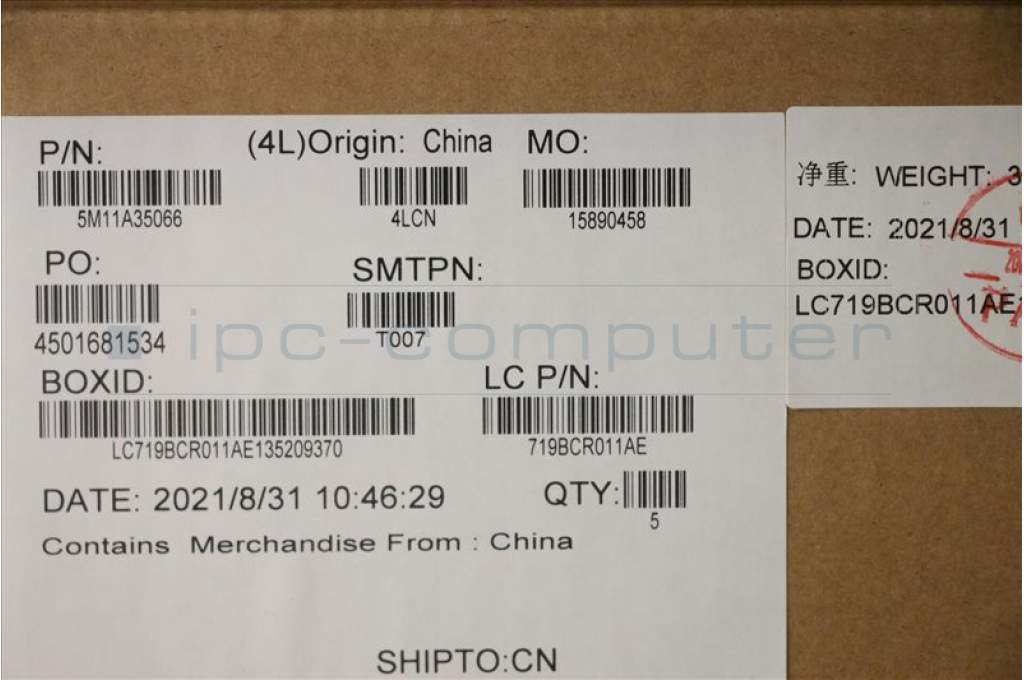 P/N:
(4L)Origin: China
MO:
5M11A35066
4LCN
15890458
PO:
SMTPN:
4501681534
T007
BOXID:
LC P/N:
LC719BCR011AE135209370
719BCR011AE
DATE: 2021/8/31 10:46:29
QTY:
5
Contains Merchandise From : China
SHIPTO:CN
净重: WEIGHT: 3
DATE: 2021/8/31
BOXID:
LC719BCR011AE
ipc-computer